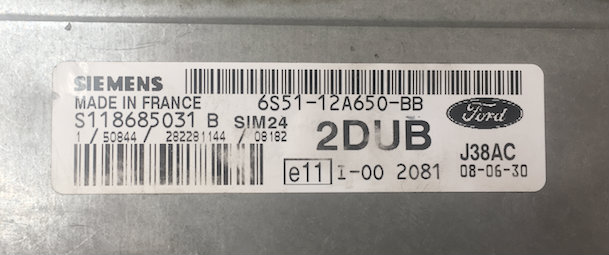 SIEMENS
MADE IN FRANCE 6S51-12A650-BB
S118685031 B SIM24 2DUB Ford
1 / 50844 / 282281144 / 08182
J38AC
e11 I-00 2081 08-06-30